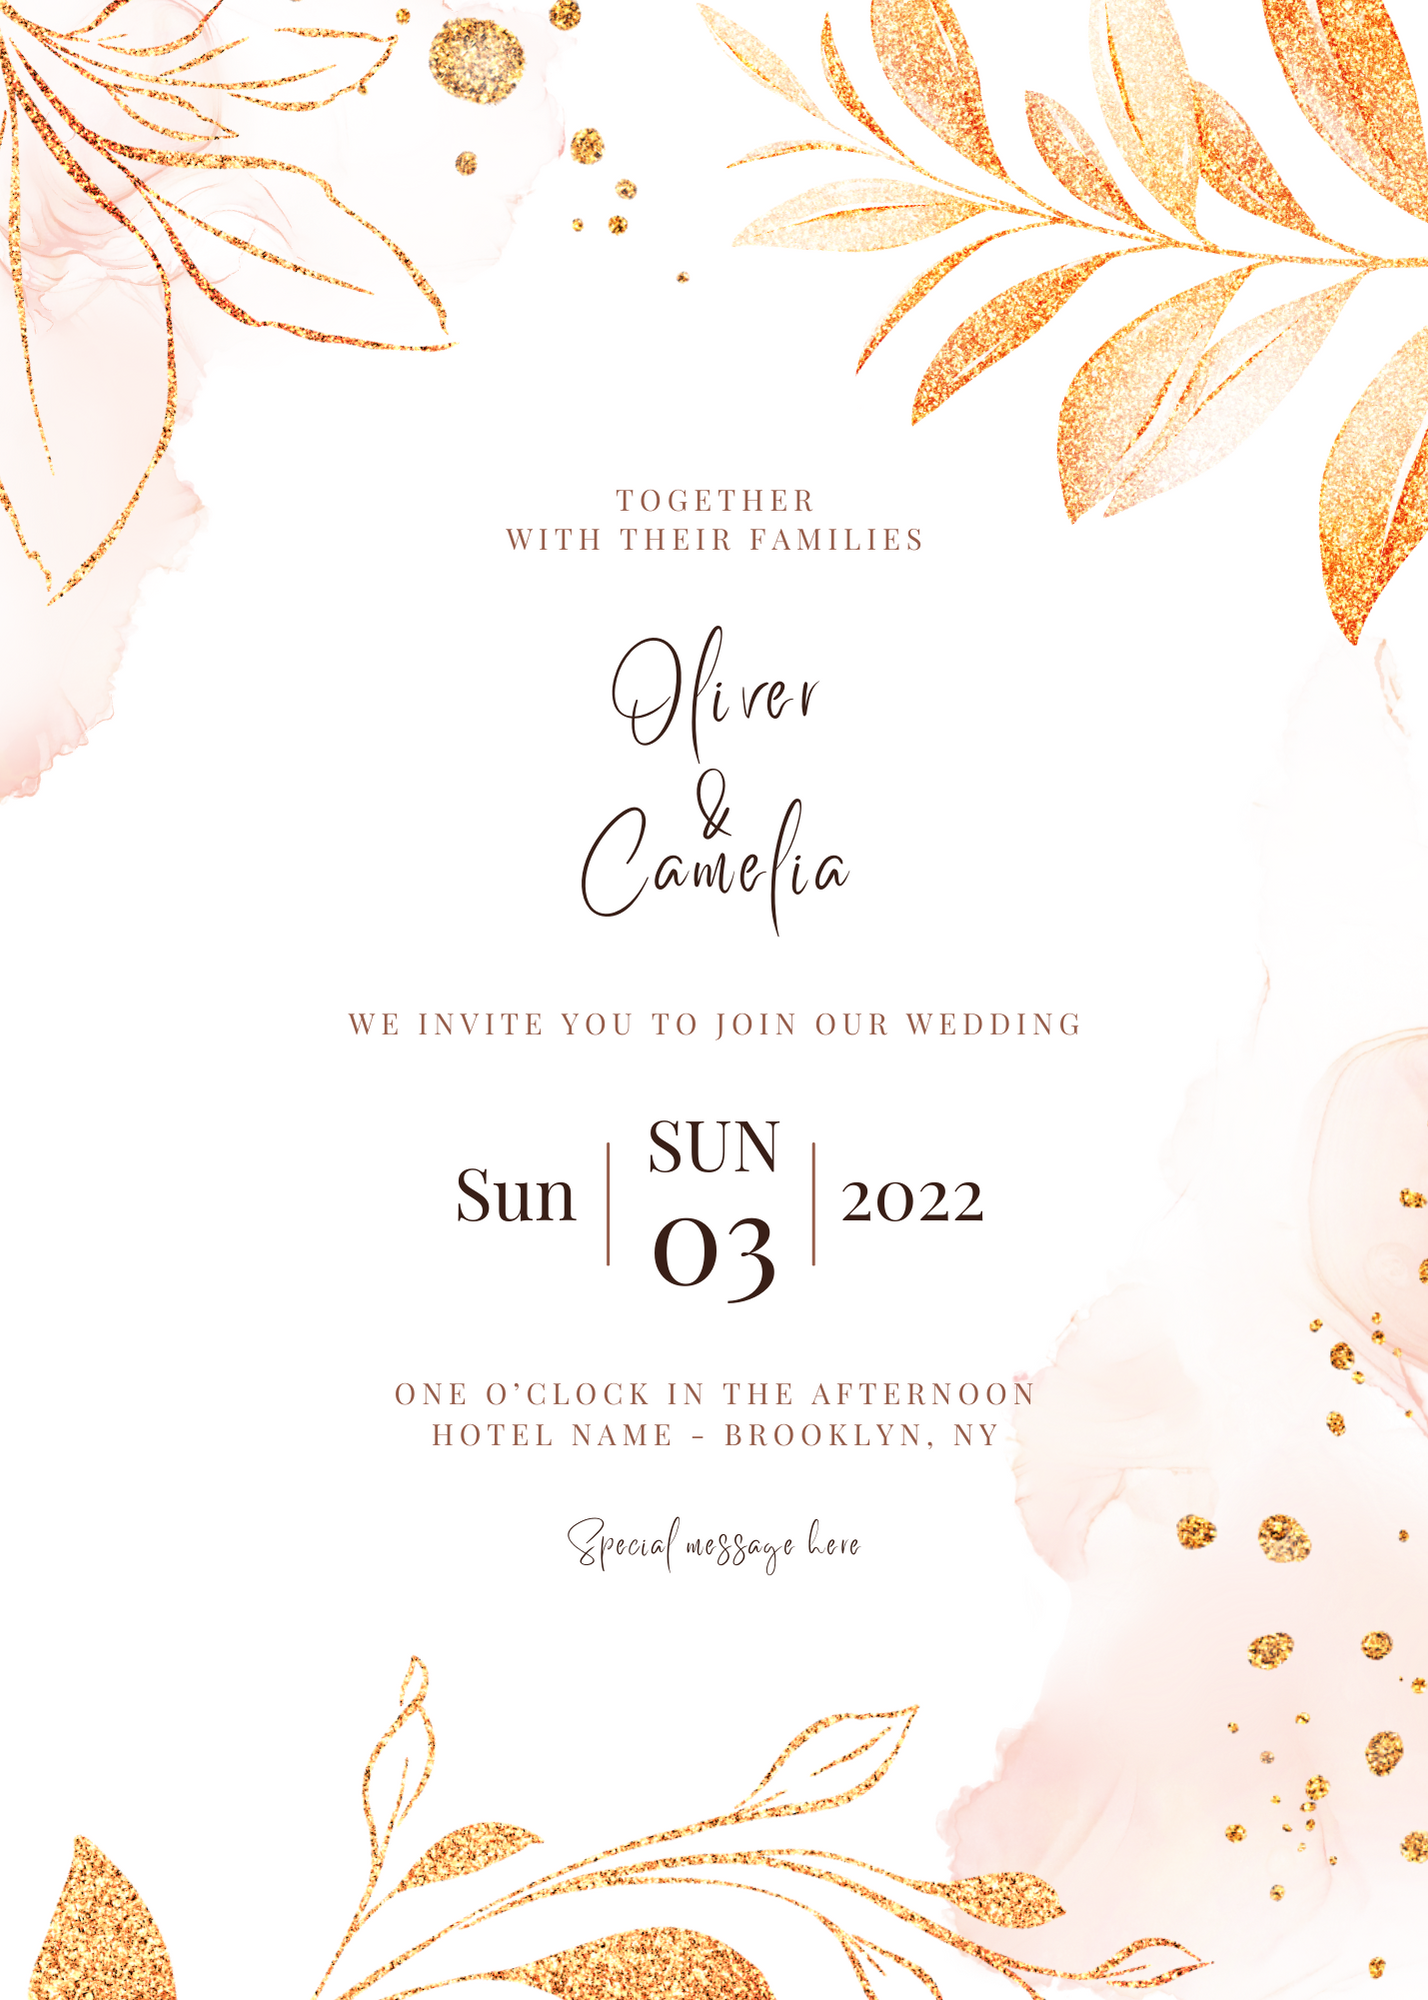 TOGETHER
WITH THEIR FAMILIES
Oliver
&
Camelia
WE INVITE YOU TO JOIN OUR WEDDING
Sun
SUN
03
2022
ONE O’CLOCK IN THE AFTERNOON
HOTEL NAME - BROOKLYN, NY
Special message here